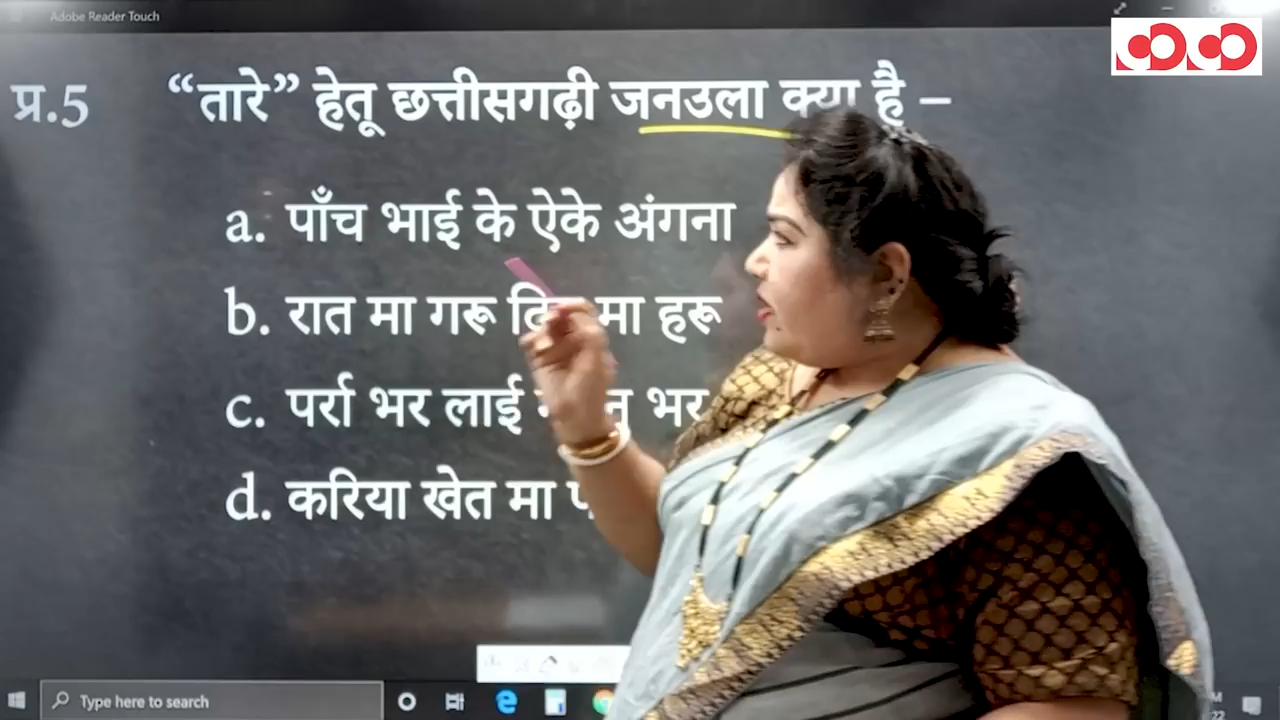 Adobe Reader Touch
प्र.5 “तारे” हेतू छत्तीसगढ़ी जनउला क्या है –
a. पाँच भाई के ऐके अंगना
b. रात मा गरू मा हरू
c. पर्रा भर लाई भर
d. करिया खेत मा
Type here to search